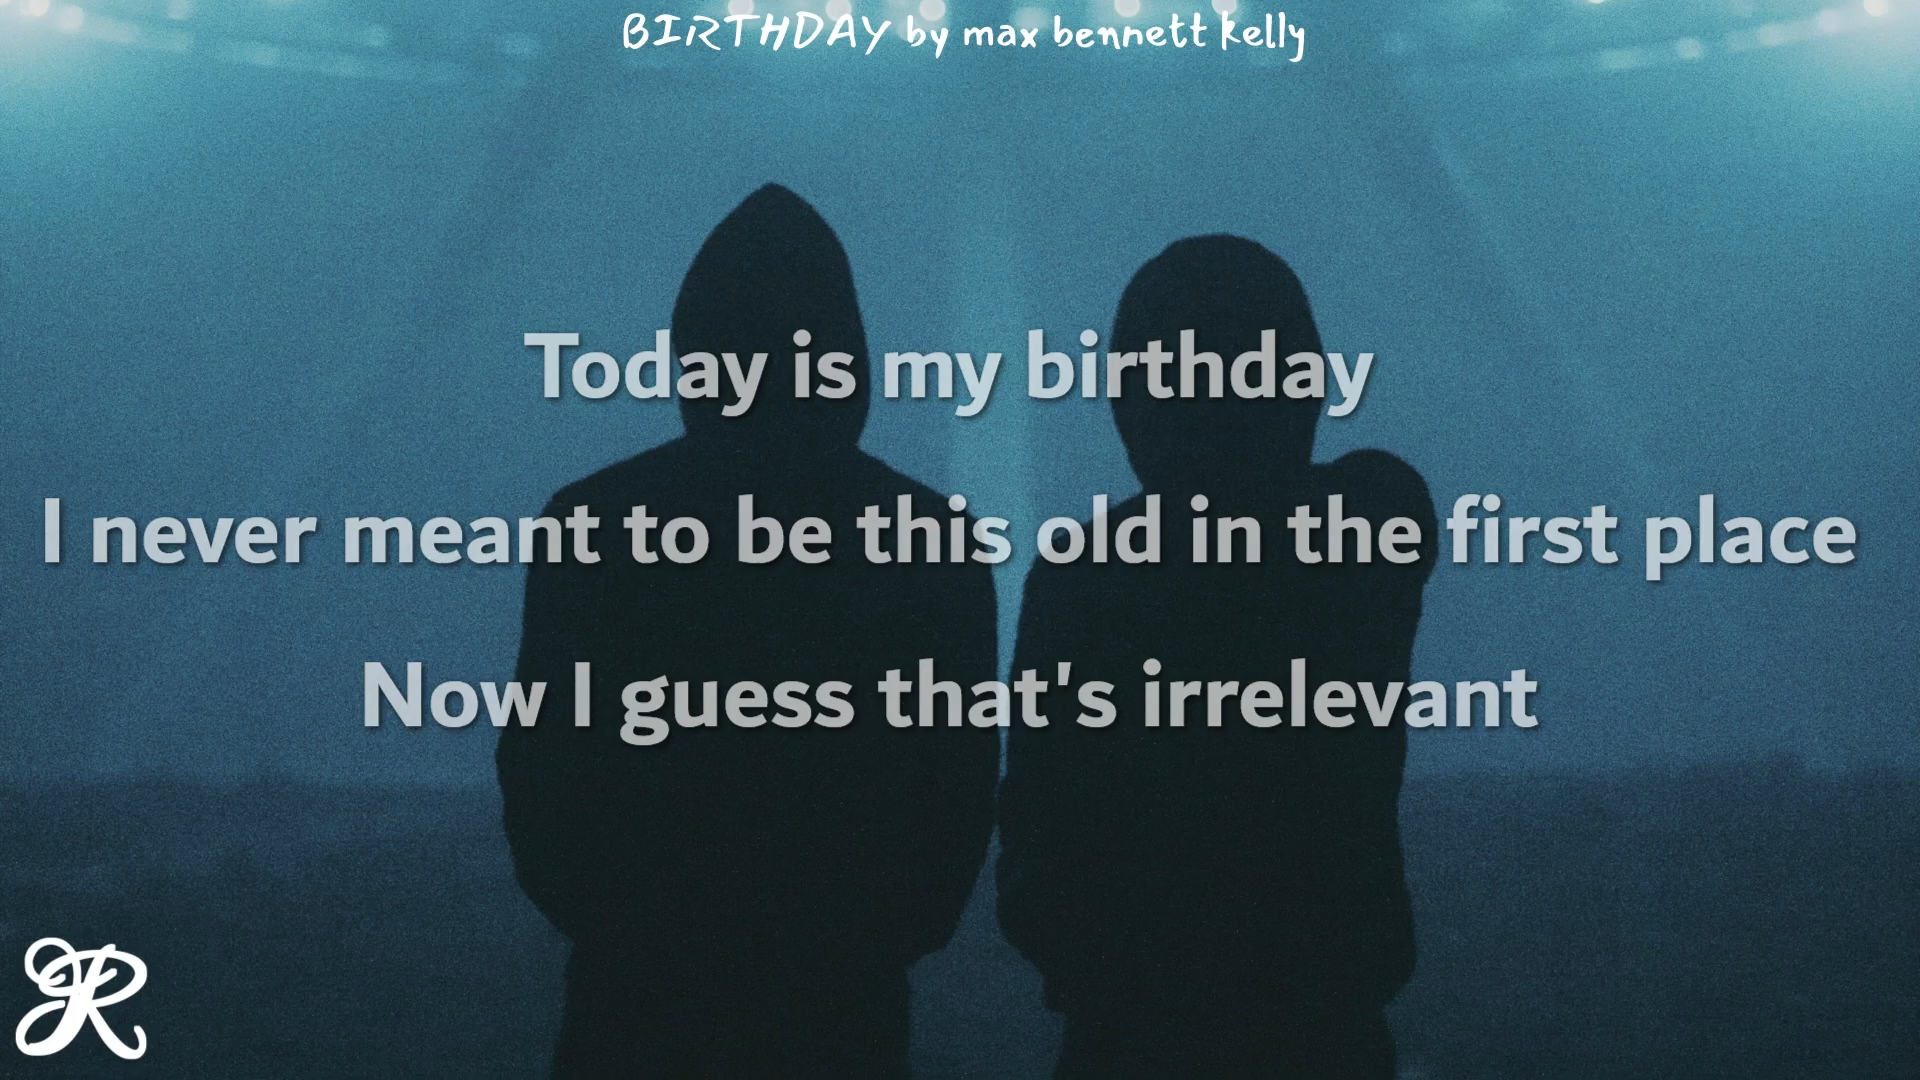 BIRTHDAY by max bennett kelly
Today is my birthday
I never meant to be this old in the first place
Now I guess that's irrelevant
R